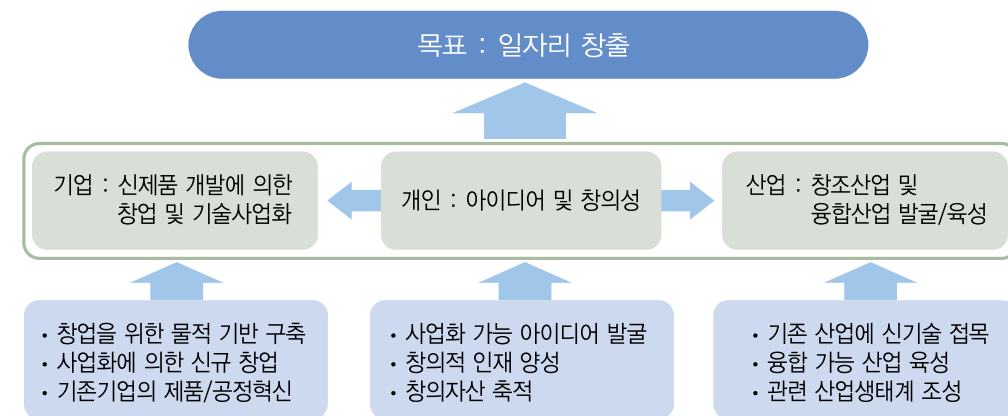 목표 : 일자리 창출
기업 : 신제품 개발에 의한
창업 및 기술사업화
개인 : 아이디어 및 창의성
산업 : 창조산업 및
융합산업 발굴/육성
• 창업을 위한 물적 기반 구축
• 사업화에 의한 신규 창업
• 기존기업의 제품/공정혁신
• 사업화 가능 아이디어 발굴
• 창의적 인재 양성
• 창의자산 축적
• 기존 산업에 신기술 접목
• 융합 가능 산업 육성
• 관련 산업생태계 조성